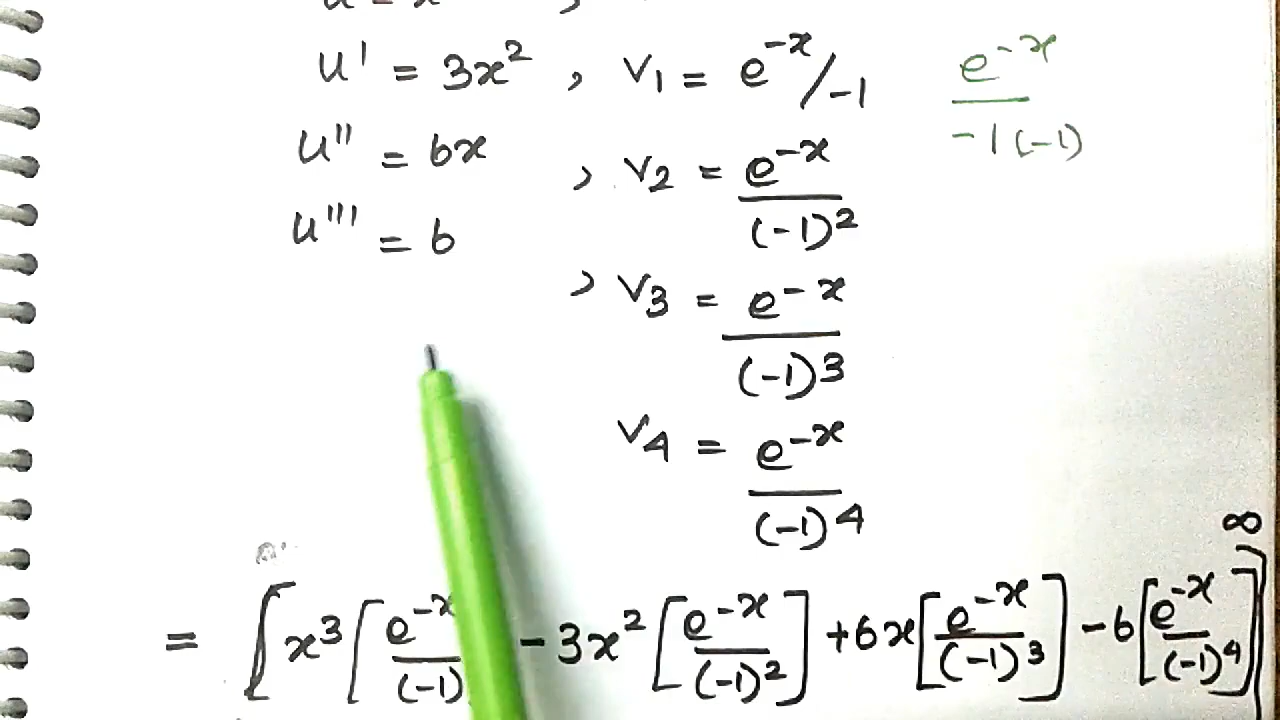 u' = 3x² , v₁ = e⁻ˣ/-1 e⁻ˣ/-1(-1)
u'' = 6x , v₂ = e⁻ˣ/(-1)²
u''' = 6
, v₃ = e⁻ˣ/(-1)³
v₄ = e⁻ˣ/(-1)⁴
= [x³[e⁻ˣ/(-1) -3x²[e⁻ˣ/(-1)²] +6x[e⁻ˣ/(-1)³] -6[e⁻ˣ/(-1)⁴]]^∞